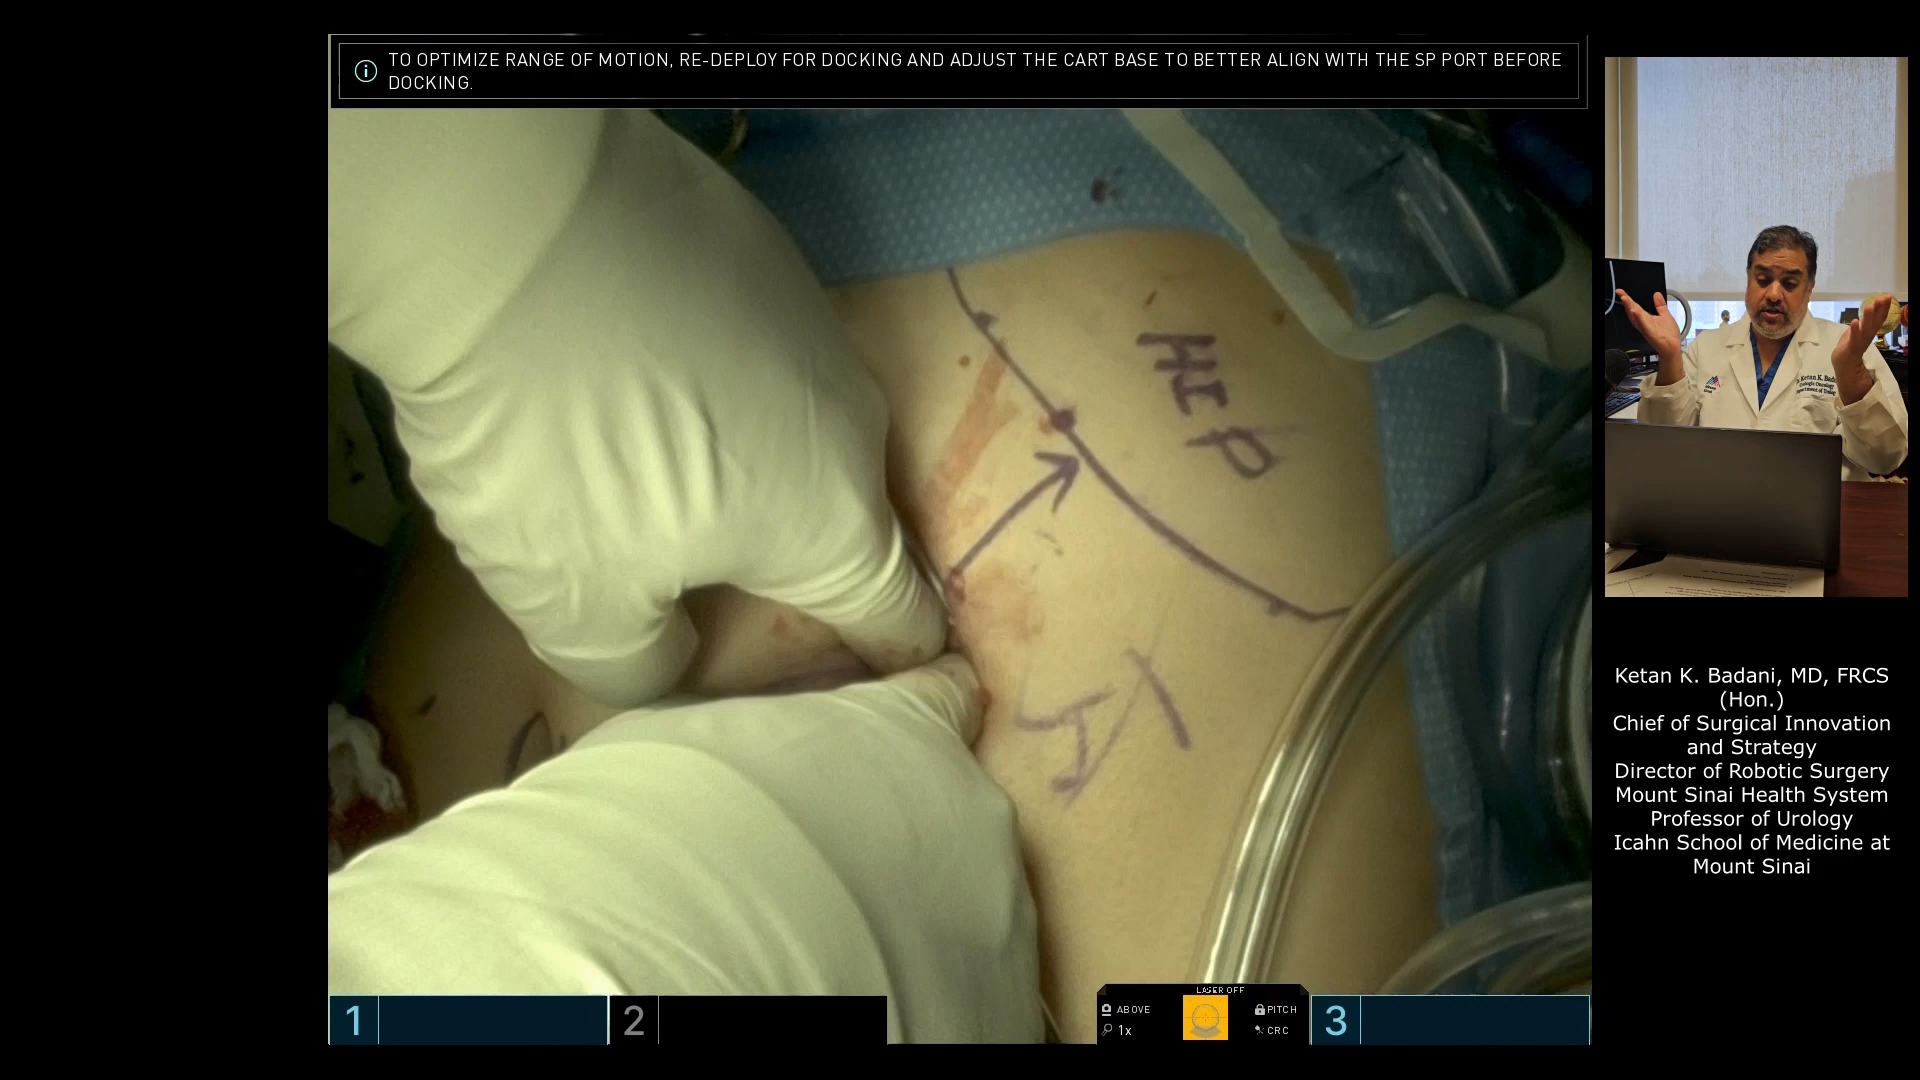 TO OPTIMIZE RANGE OF MOTION, RE-DEPLOY FOR DOCKING AND ADJUST THE CART BASE TO BETTER ALIGN WITH THE SP PORT BEFORE
DOCKING.
HIP
LASER OFF
ABOVE
1x
PITCH
CRC
1
2
3
Ketan K. Badani, MD, FRCS
(Hon.)
Chief of Surgical Innovation
and Strategy
Director of Robotic Surgery
Mount Sinai Health System
Professor of Urology
Icahn School of Medicine at
Mount Sinai